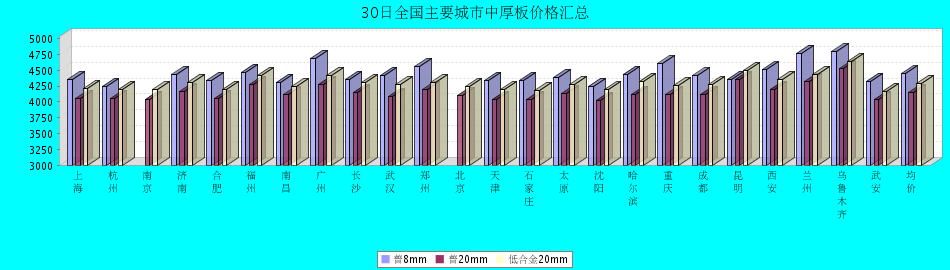 30日全国主要城市中厚板价格汇总
5000
4750
4500
4250
4000
3750
3500
3250
3000
上海
杭州
南京
济南
合肥
福州
南昌
广州
长沙
武汉
郑州
北京
天津
石家庄
太原
沈阳
哈尔滨
重庆
成都
昆明
西安
兰州
乌鲁木齐
武安
均价
普8mm 普20mm 低合金20mm